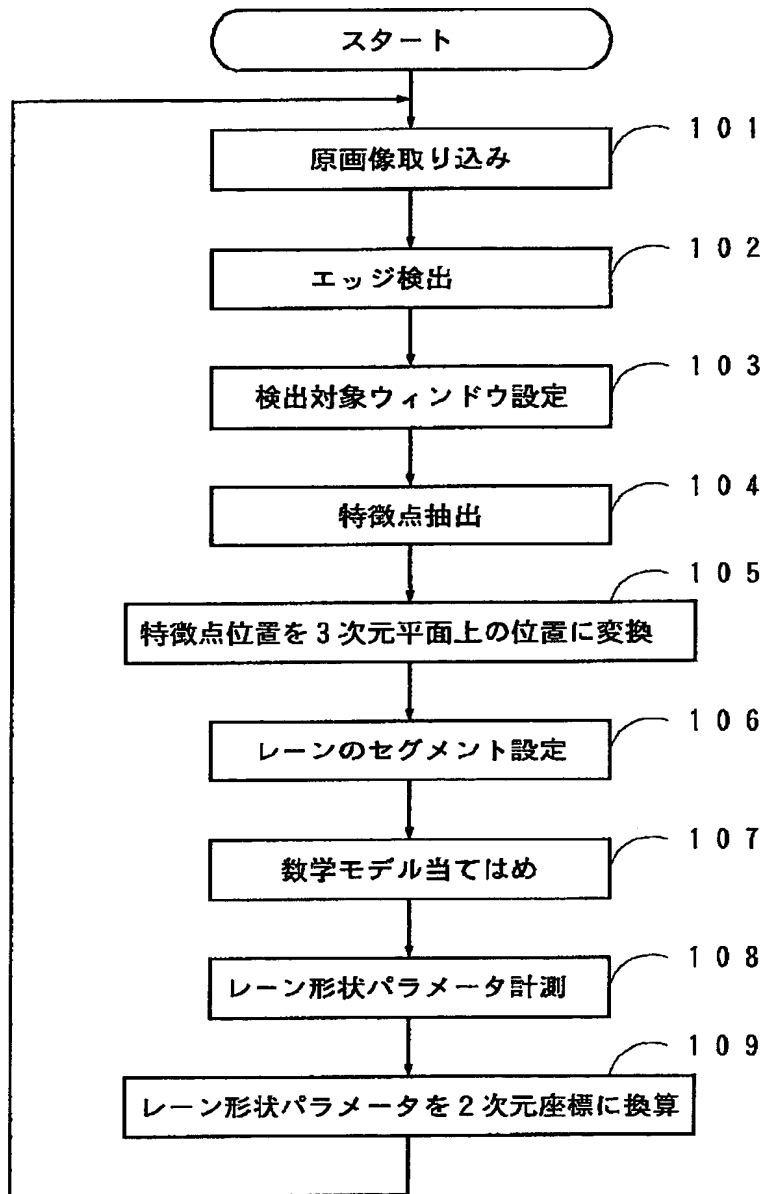 スタート
101
原画像取り込み
102
エッジ検出
103
検出対象ウィンドウ設定
104
特徴点抽出
105
特徴点位置を3次元平面上の位置に変換
106
レーンのセグメント設定
107
数学モデル当てはめ
108
レーン形状パラメータ計測
109
レーン形状パラメータを2次元座標に換算